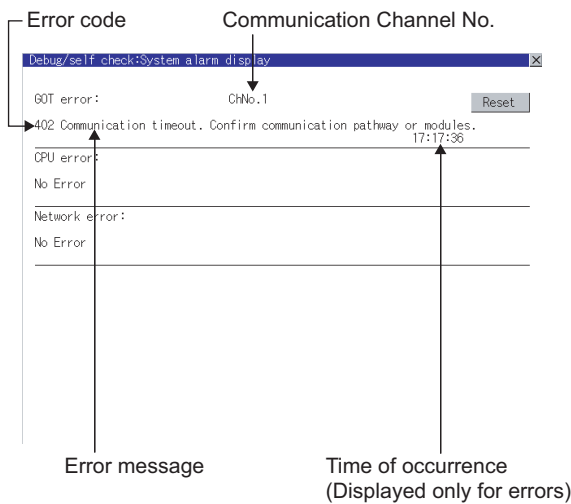 Error code
Communication Channel No.
Debug/self check:System alarm display
GOT error: ChNo.1 Reset
402 Communication timeout. Confirm communication pathway or modules.
17:17:36
CPU error:
No Error
Network error:
No Error
Error message
Time of occurrence
(Displayed only for errors)